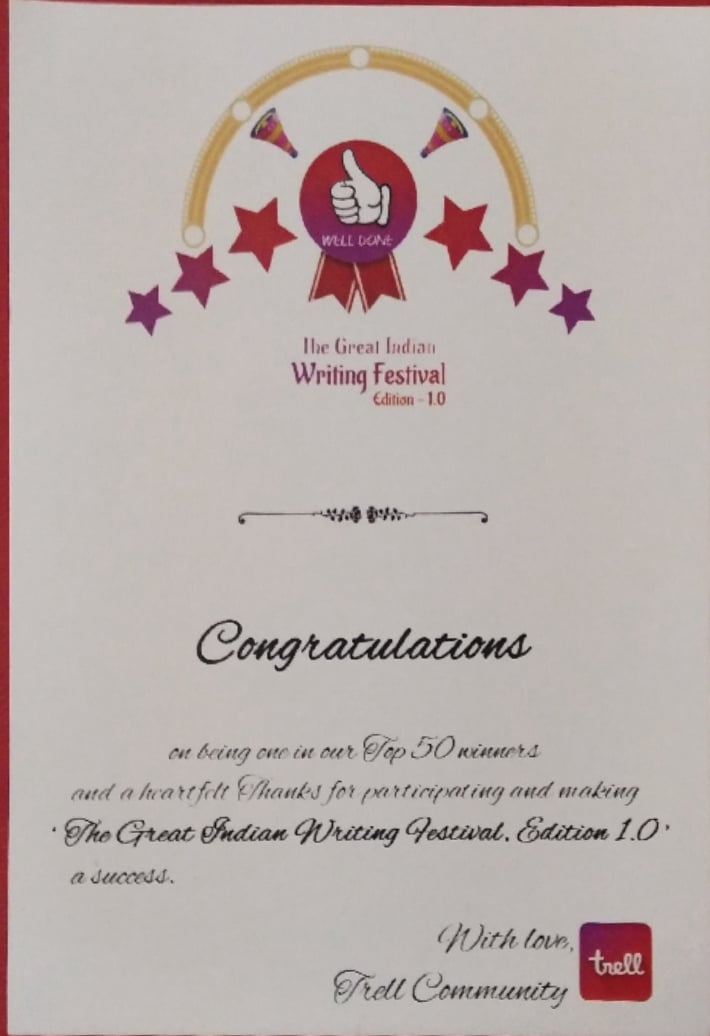 WELL DONE
The Great Indian
Writing Festival
Edition - 1.0
Congratulations
on being one in our Top 50 winners
and a heartfelt Thanks for participating and making
'The Great Indian Writing Festival, Edition 1.0'
a success.
With love,
trell
Trell Community